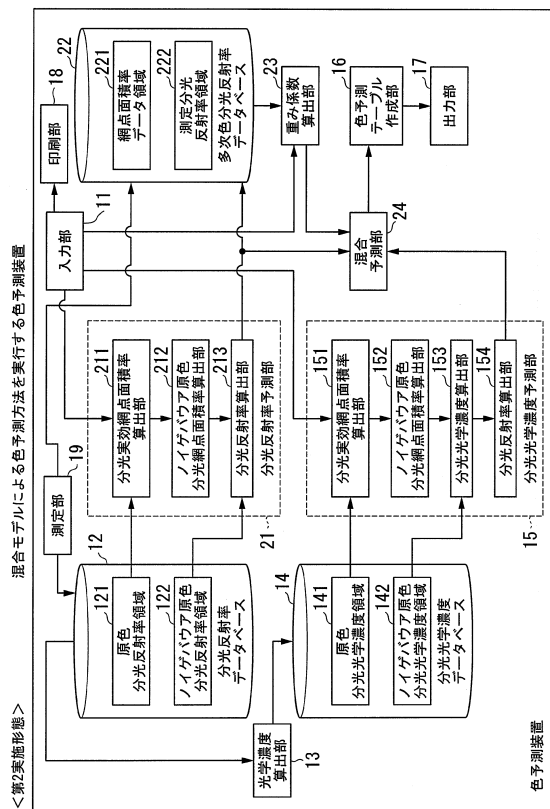 <第2実施形態>
混合モデルによる色予測方法を実行する色予測装置
測定部
19
入力部
11
印刷部
18
12
121
原色
分光反射率領域
122
ノイゲバウア原色
分光反射率領域
分光反射率
データベース
211
分光実効網点面積率
算出部
212
ノイゲバウア原色
分光網点面積率算出部
213
分光反射率算出部
分光反射率予測部
21
22
221
網点面積率
データ領域
222
測定分光
反射率領域
多次色分光反射率
データベース
23
重み係数
算出部
光学濃度
算出部
13
14
141
原色
分光光学濃度領域
142
ノイゲバウア原色
分光光学濃度領域
分光光学濃度
データベース
151
分光実効網点面積率
算出部
152
ノイゲバウア原色
分光網点面積率算出部
153
分光光学濃度算出部
154
分光反射率算出部
分光光学濃度予測部
15
混合
予測部
24
16
色予測
テーブル
作成部
17
出力部
色予測装置